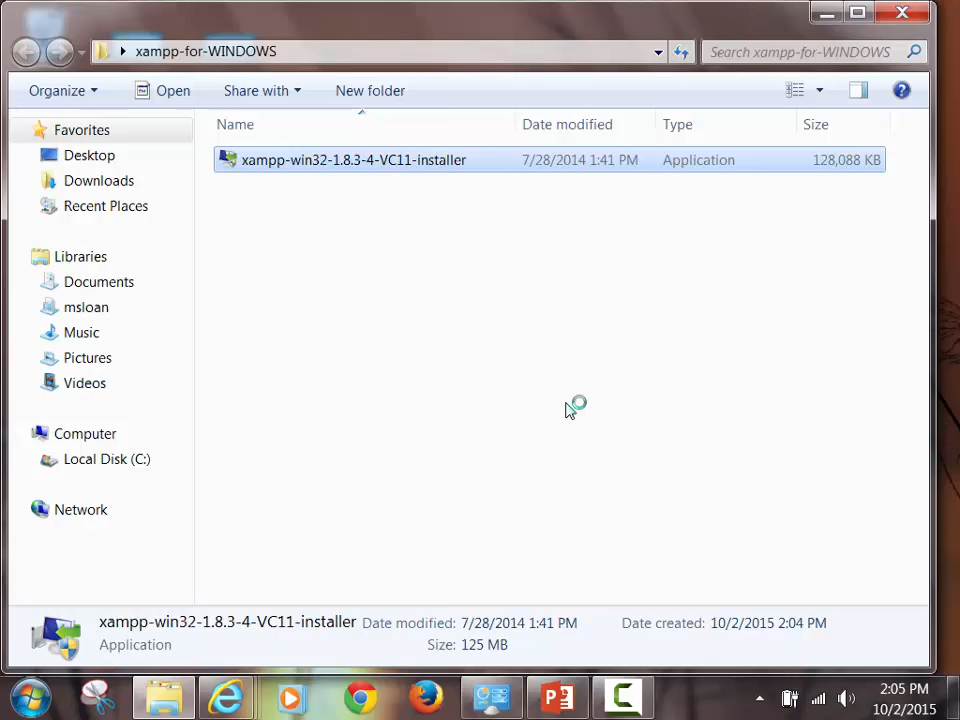 xampp-for-WINDOWS
Search xampp-for-WINDOWS
Organize Open Share with New folder
Name Date modified Type Size
xampp-win32-1.8.3-4-VC11-installer 7/28/2014 1:41 PM Application 128,088 KB
Favorites
Desktop
Downloads
Recent Places
Libraries
Documents
msloan
Music
Pictures
Videos
Computer
Local Disk (C:)
Network
xampp-win32-1.8.3-4-VC11-installer Date modified: 7/28/2014 1:41 PM Date created: 10/2/2015 2:04 PM
Application Size: 125 MB
2:05 PM
10/2/2015